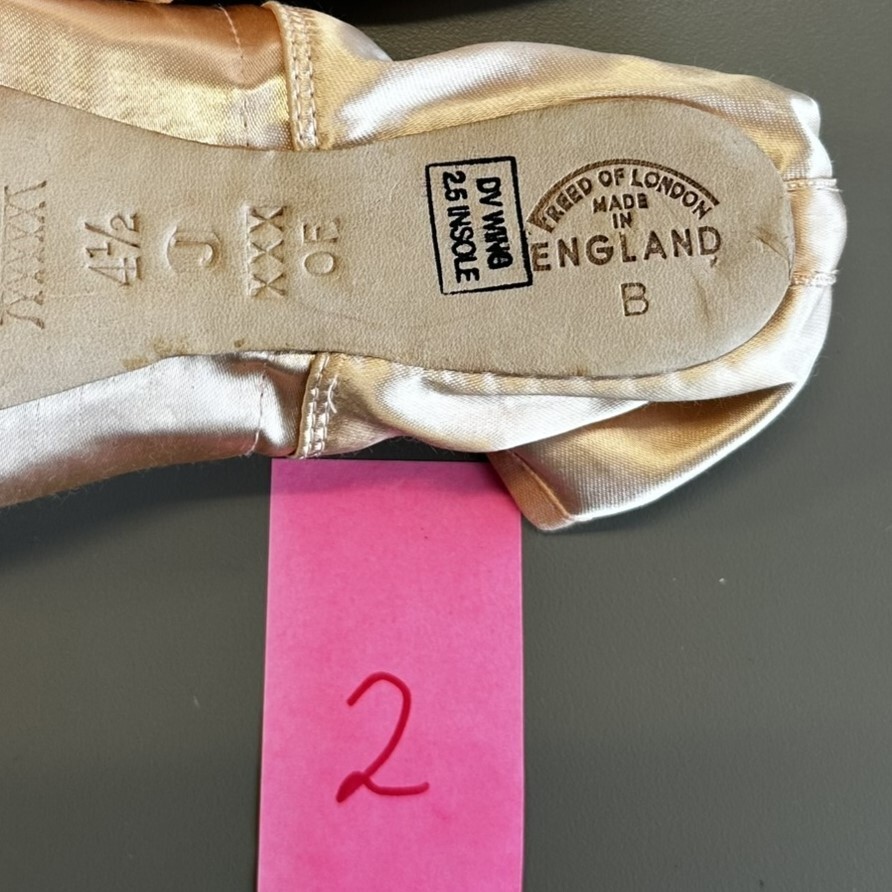 4½
J
XXX
OE
DV WING
2.5 INSOLE
FREED OF LONDON
MADE
IN
ENGLAND
B
2